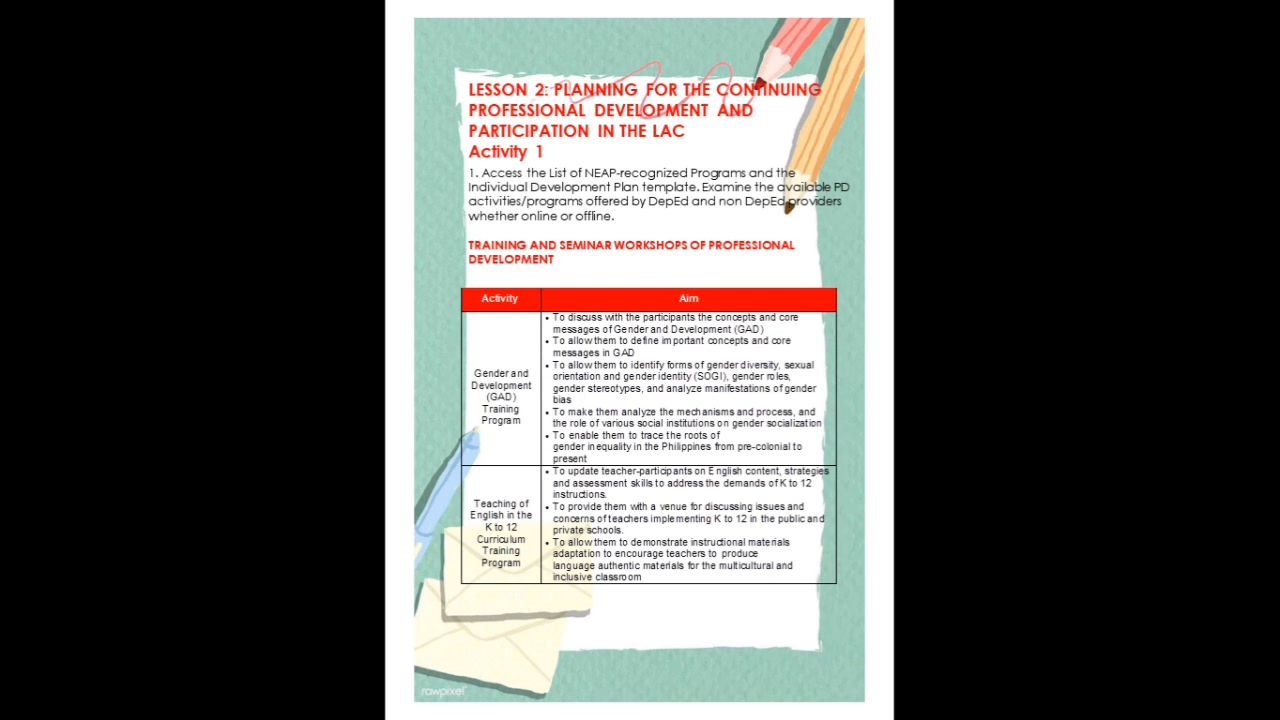 LESSON 2: PLANNING FOR THE CONTINUING
PROFESSIONAL DEVELOPMENT AND
PARTICIPATION IN THE LAC
Activity 1
1. Access the List of NEAP-recognized Programs and the
Individual Development Plan template. Examine the available PD
activities/programs offered by DepEd and non DepEd providers
whether online or offline.
TRAINING AND SEMINAR WORKSHOPS OF PROFESSIONAL
DEVELOPMENT
Activity
Aim
Gender and
Development
(GAD)
Training
Program
• To discuss with the participants the concepts and core
messages of Gender and Development (GAD)
• To allow them to define important concepts and core
messages in GAD
• To allow them to identify forms of gender diversity, sexual
orientation and gender identity (SOGI), gender roles,
gender stereotypes, and analyze manifestations of gender
bias
• To make them analyze the mechanisms and process, and
the role of various social institutions on gender socialization
• To enable them to trace the roots of
gender inequality in the Philippines from pre-colonial to
present
Teaching of
English in the
K to 12
Curriculum
Training
Program
• To update teacher-participants on English content, strategies
and assessment skills to address the demands of K to 12
instructions.
• To provide them with a venue for discussing issues and
concerns of teachers implementing K to 12 in the public and
private schools.
• To allow them to demonstrate instructional materials
adaptation to encourage teachers to produce
language authentic materials for the multicultural and
inclusive classroom
rawpixel